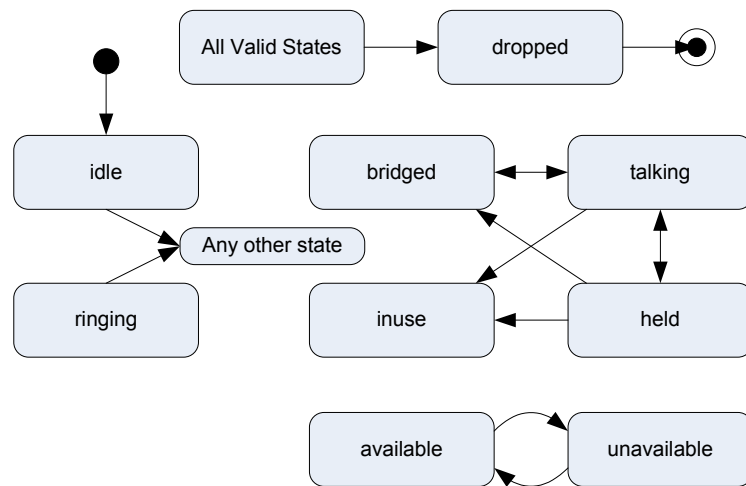 All Valid States
dropped
idle
bridged
talking
Any other state
ringing
inuse
held
available
unavailable